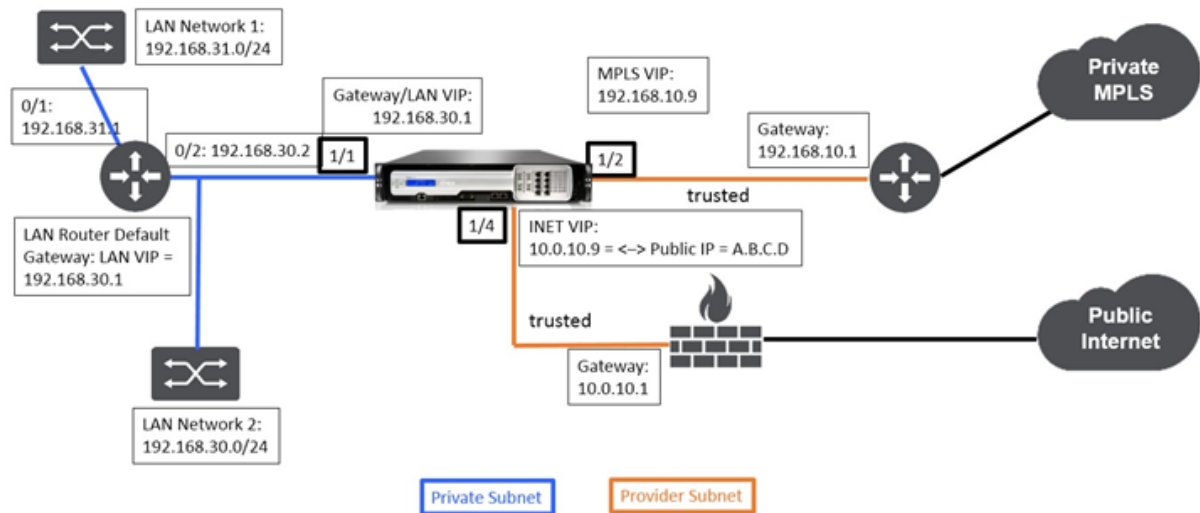 LAN Network 1:
192.168.31.0/24
0/1:
192.168.31.1
0/2: 192.168.30.2
1/1
Gateway/LAN VIP:
192.168.30.1
MPLS VIP:
192.168.10.9
1/2
Gateway:
192.168.10.1
Private
MPLS
trusted
LAN Router Default
Gateway: LAN VIP =
192.168.30.1
1/4
INET VIP:
10.0.10.9 = <--> Public IP = A.B.C.D
trusted
Gateway:
10.0.10.1
Public
Internet
LAN Network 2:
192.168.30.0/24
Private Subnet
Provider Subnet